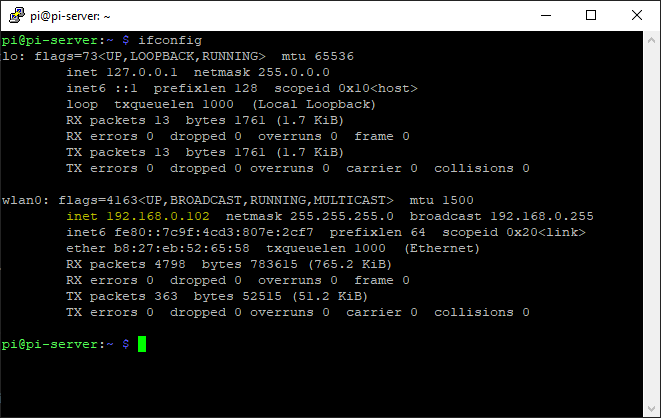 pi@pi-server: ~
pi@pi-server:~ $ ifconfig
lo: flags=73<UP,LOOPBACK,RUNNING>  mtu 65536
        inet 127.0.0.1  netmask 255.0.0.0
        inet6 ::1  prefixlen 128  scopeid 0x10<host>
        loop  txqueuelen 1000  (Local Loopback)
        RX packets 13  bytes 1761 (1.7 KiB)
        RX errors 0  dropped 0  overruns 0  frame 0
        TX packets 13  bytes 1761 (1.7 KiB)
        TX errors 0  dropped 0 overruns 0  carrier 0  collisions 0
wlan0: flags=4163<UP,BROADCAST,RUNNING,MULTICAST>  mtu 1500
        inet 192.168.0.102  netmask 255.255.255.0  broadcast 192.168.0.255
        inet6 fe80::7c9f:4cd3:807e:2cf7  prefixlen 64  scopeid 0x20<link>
        ether b8:27:eb:52:65:58  txqueuelen 1000  (Ethernet)
        RX packets 4798  bytes 783615 (765.2 KiB)
        RX errors 0  dropped 0  overruns 0  frame 0
        TX packets 363  bytes 52515 (51.2 KiB)
        TX errors 0  dropped 0 overruns 0  carrier 0  collisions 0
pi@pi-server:~ $